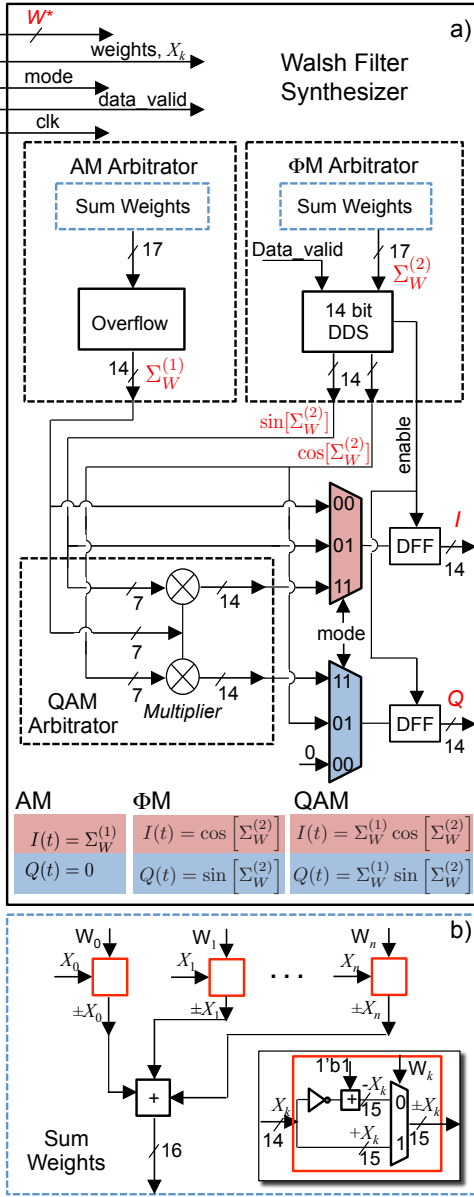 W*
a)
weights, X_k
Walsh Filter
Synthesizer
mode
data_valid
clk
AM Arbitrator
ΦM Arbitrator
Sum Weights
Sum Weights
17
Data_valid
17
Σ_W^(2)
Overflow
14 bit
DDS
14
Σ_W^(1)
14
sin[Σ_W^(2)]
cos[Σ_W^(2)]
enable
00
I
01
DFF
14
11
7
14
mode
7
11
Q
7
14
QAM
Arbitrator
Multiplier
01
DFF
14
0
00
AM
ΦM
QAM
I(t) = Σ_W^(1)
I(t) = cos [Σ_W^(2)]
I(t) = Σ_W^(1) cos [Σ_W^(2)]
Q(t) = 0
Q(t) = sin [Σ_W^(2)]
Q(t) = Σ_W^(1) sin [Σ_W^(2)]
b)
W_0
W_1
W_n
X_0
X_1
. . .
X_n
±X_0
±X_1
±X_n
+
16
Sum
Weights
1'b1
W_k
X_k
14
+
-X_k
15
0
±X_k
15
+X_k
15
1